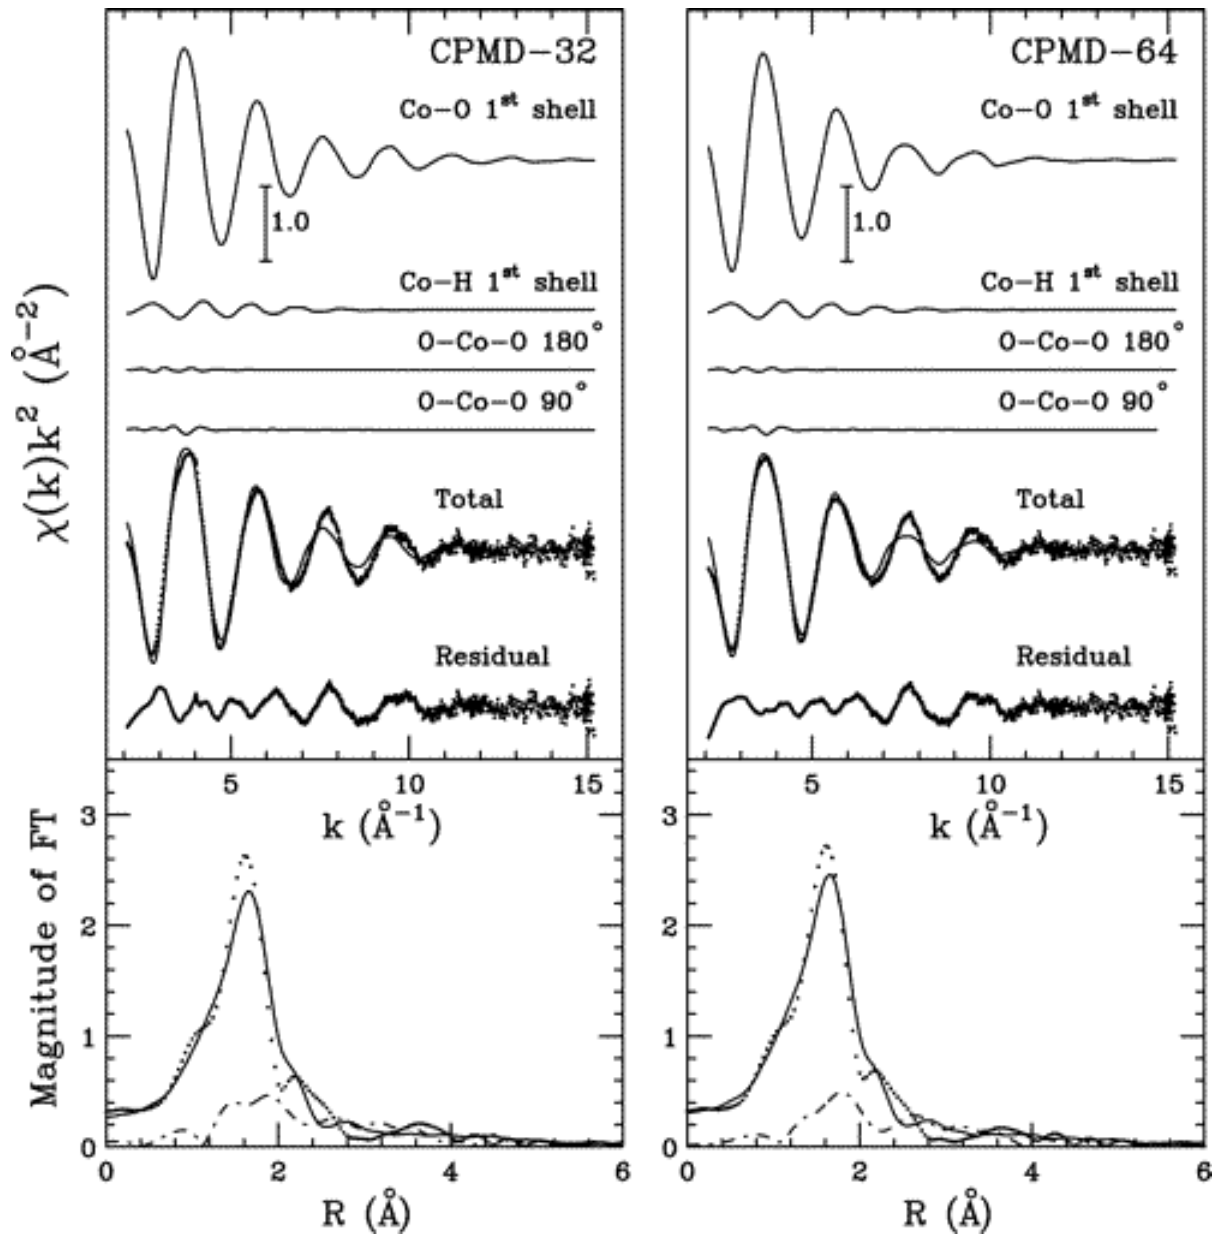 CPMD-32
Co-O 1st shell
1.0
Co-H 1st shell
O-Co-O 180°
O-Co-O 90°
Total
Residual
χ(k)k² (Å⁻²)
5 10 15
k (Å⁻¹)
CPMD-64
Co-O 1st shell
1.0
Co-H 1st shell
O-Co-O 180°
O-Co-O 90°
Total
Residual
5 10 15
k (Å⁻¹)
Magnitude of FT
3
2
1
0
0 2 4 6
R (Å)
3
2
1
0
0 2 4 6
R (Å)